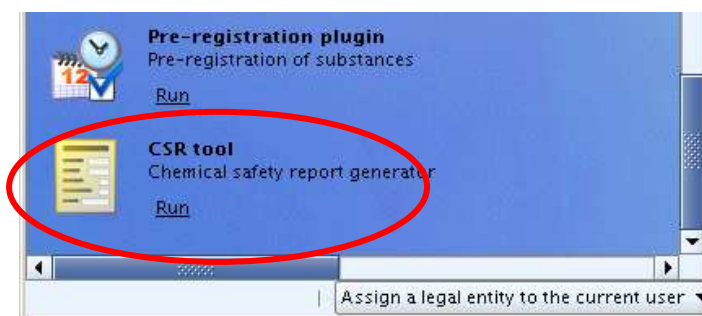 Pre-registration plugin
Pre-registration of substances
12
Run
CSR tool
Chemical safety report generator
Run
Assign a legal entity to the current user